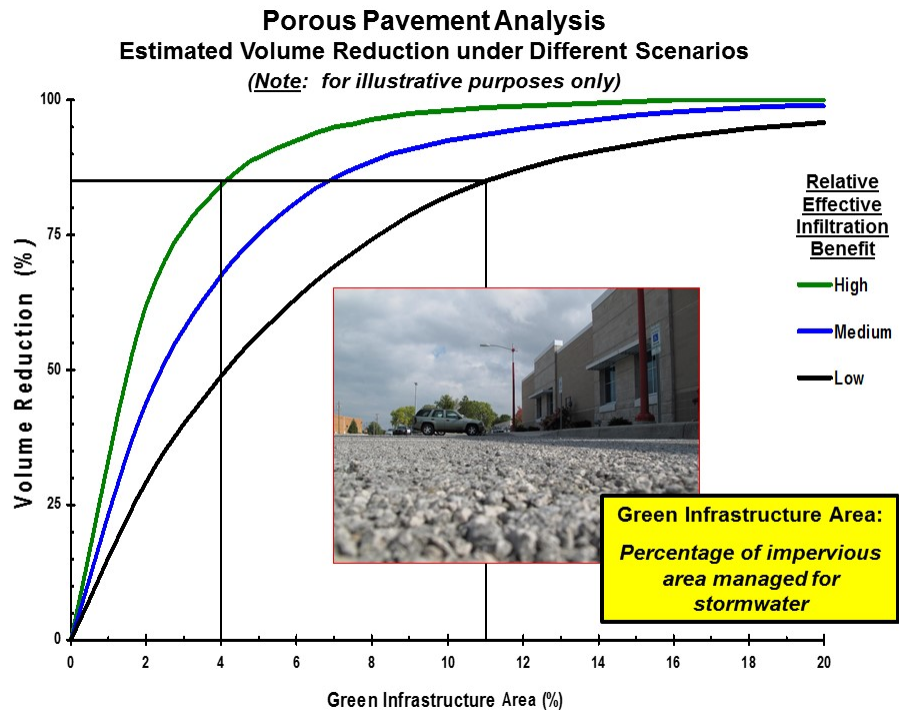 Porous Pavement Analysis
Estimated Volume Reduction under Different Scenarios
(Note: for illustrative purposes only)
100
75
50
25
0
Volume Reduction (%)
0 2 4 6 8 10 12 14 16 18 20
Green Infrastructure Area (%)
Relative
Effective
Infiltration
Benefit
High
Medium
Low
Green Infrastructure Area:
Percentage of impervious
area managed for
stormwater